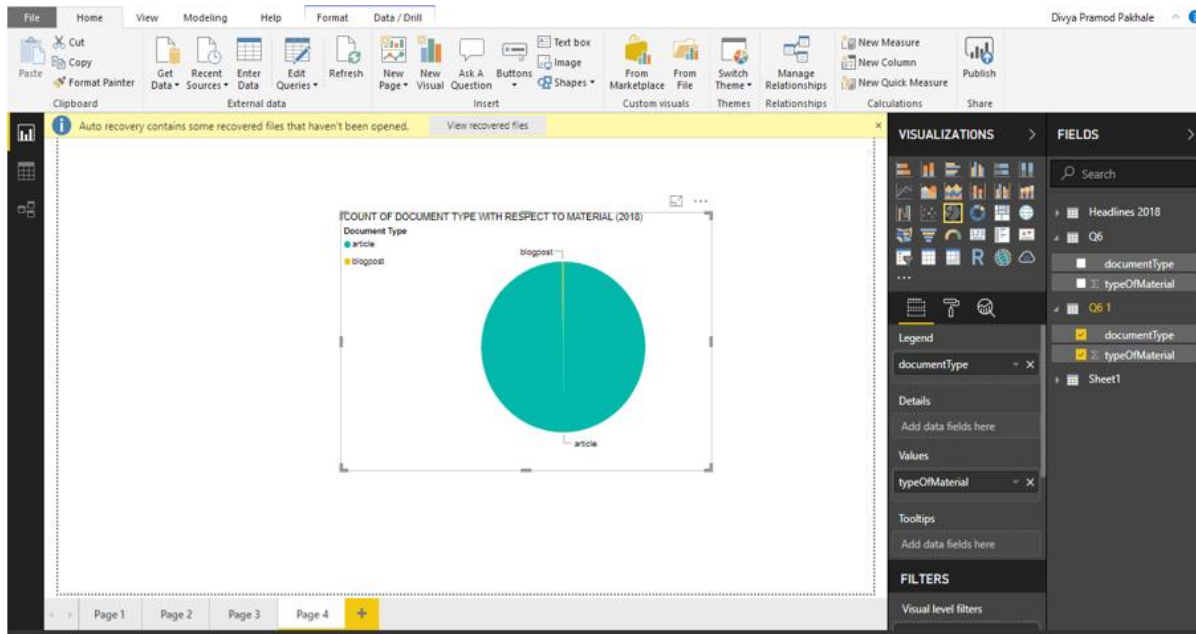 File Home View Modeling Help Format Data / Drill Divya Pramod Pakhale
Paste
Cut
Copy
Format Painter
Clipboard
Get Data
Recent Sources
Enter Data
Edit Queries
Refresh
External data
New Page
New Visual
Ask A Question
Buttons
Text box
Image
Shapes
Insert
From Marketplace
From File
Custom visuals
Switch Theme
Themes
Manage Relationships
Relationships
New Measure
New Column
New Quick Measure
Calculations
Publish
Share
Auto recovery contains some recovered files that haven't been opened. View recovered files
COUNT OF DOCUMENT TYPE WITH RESPECT TO MATERIAL (2018)
Document Type
article
blogpost
blogpost
article
VISUALIZATIONS
R
Legend
documentType
Details
Add data fields here
Values
typeOfMaterial
Tooltips
Add data fields here
FILTERS
Visual level filters
FIELDS
Search
Headlines 2018
Q6
documentType
Σ typeOfMaterial
Q6 1
documentType
Σ typeOfMaterial
Sheet1
Page 1 Page 2 Page 3 Page 4 +